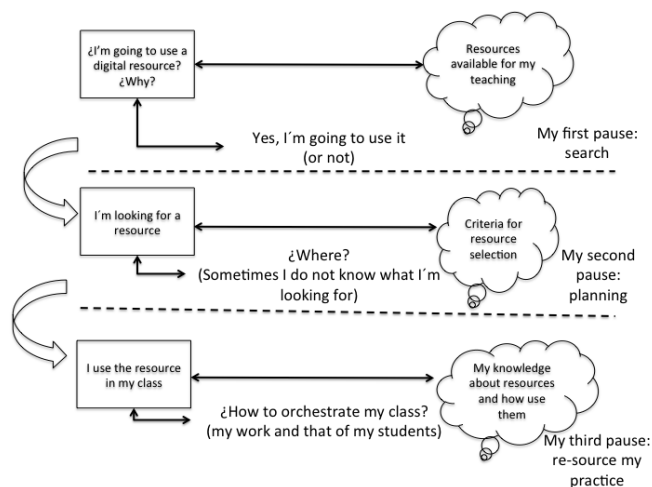 ¿I'm going to use a
digital resource?
¿Why?
Resources
available for my
teaching
Yes, I´m going to use it
(or not)
My first pause:
search
I´m looking for a
resource
Criteria for
resource
selection
¿Where?
(Sometimes I do not know what I´m
looking for)
My second
pause:
planning
I use the resource
in my class
My knowledge
about resources
and how use
them
¿How to orchestrate my class?
(my work and that of my students)
My third pause:
re-source my
practice